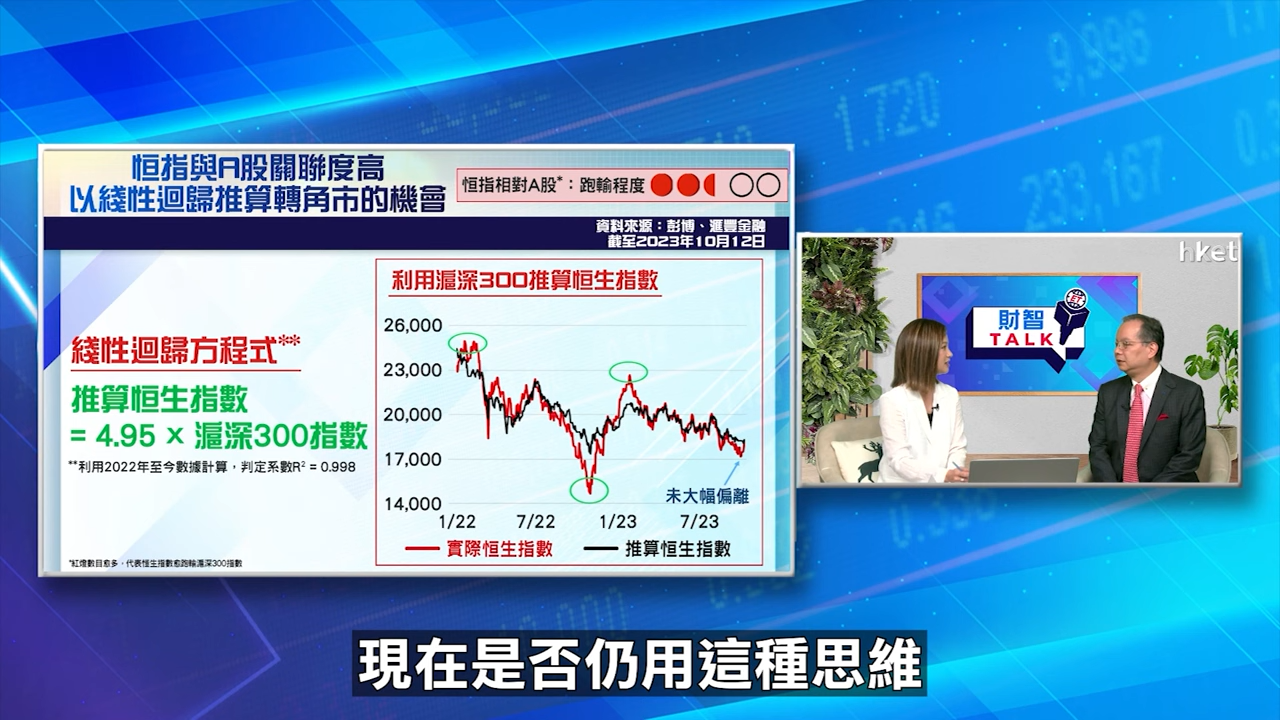 恒指與A股關聯度高
以綫性迴歸推算轉角市的機會
恒指相對A股*：跑輸程度
資料來源：彭博、滙豐金融
截至2023年10月12日
綫性迴歸方程式**
推算恒生指數
= 4.95 × 滬深300指數
**利用2022年至今數據計算，判定系數R² = 0.998
*紅燈數目愈多，代表恆生指數愈跑輸滬深300指數
利用滬深300推算恒生指數
26,000
23,000
20,000
17,000
14,000
1/22 7/22 1/23 7/23
未大幅偏離
實際恒生指數 推算恒生指數
hket
財智
TALK
ET
9,996
1.720
233,167
現在是否仍用這種思維